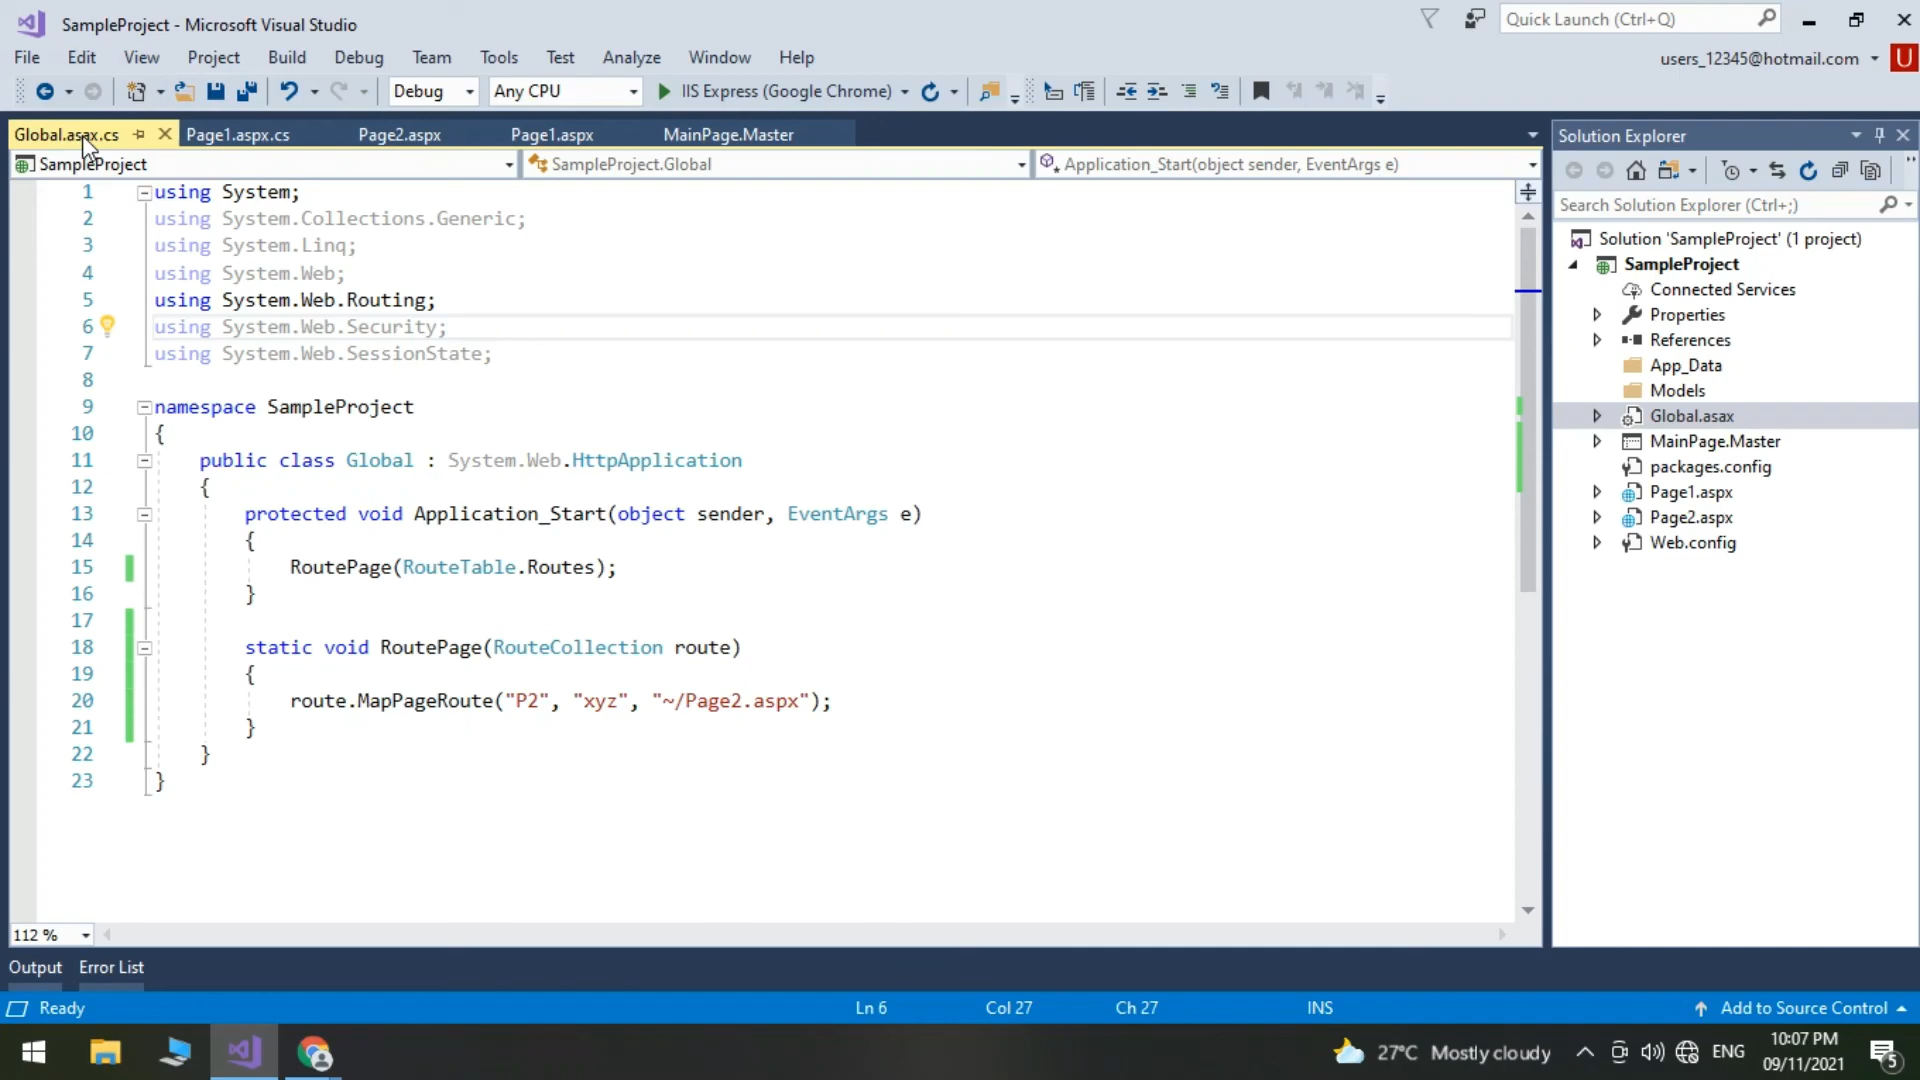 SampleProject - Microsoft Visual Studio
Quick Launch (Ctrl+Q)
File Edit View Project Build Debug Team Tools Test Analyze Window Help
users_12345@hotmail.com U
Debug Any CPU IIS Express (Google Chrome)
Global.asax.cs Page1.aspx.cs Page2.aspx Page1.aspx MainPage.Master
SampleProject SampleProject.Global Application_Start(object sender, EventArgs e)
1 using System;
2 using System.Collections.Generic;
3 using System.Linq;
4 using System.Web;
5 using System.Web.Routing;
6 using System.Web.Security;
7 using System.Web.SessionState;
8
9 namespace SampleProject
10 {
11 public class Global : System.Web.HttpApplication
12 {
13 protected void Application_Start(object sender, EventArgs e)
14 {
15 RoutePage(RouteTable.Routes);
16 }
17
18 static void RoutePage(RouteCollection route)
19 {
20 route.MapPageRoute("P2", "xyz", "~/Page2.aspx");
21 }
22 }
23 }
112 %
Solution Explorer
Search Solution Explorer (Ctrl+;)
Solution 'SampleProject' (1 project)
SampleProject
Connected Services
Properties
References
App_Data
Models
Global.asax
MainPage.Master
packages.config
Page1.aspx
Page2.aspx
Web.config
Output Error List
Ready Ln 6 Col 27 Ch 27 INS Add to Source Control
27°C Mostly cloudy ENG 10:07 PM
09/11/2021
5